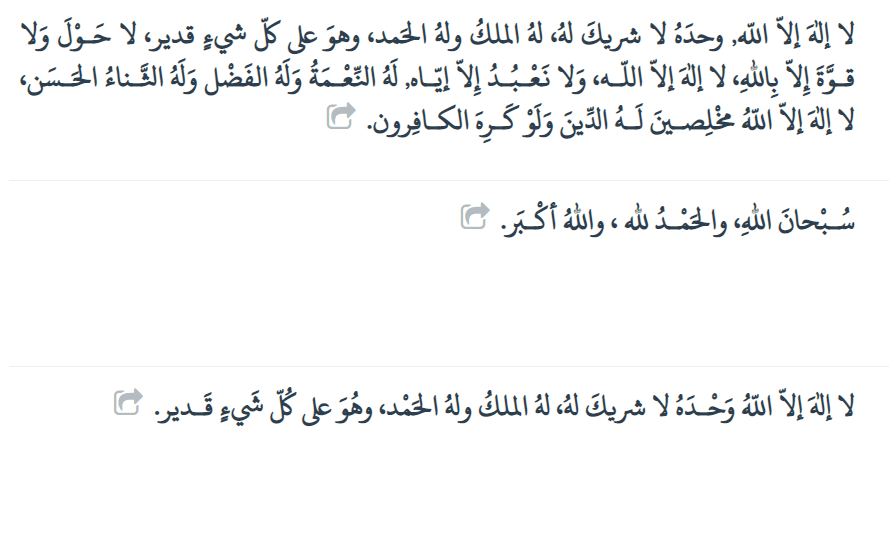 لا إلهَ إلاّ اللّه, وحدَهُ لا شريكَ لهُ، لهُ الملكُ ولهُ الحَمد، وهوَ على كلّ شيءٍ قدير، لا حَـوْلَ وَلا
قـوَّةَ إِلاّ بِاللهِ، لا إلهَ إلاّ اللّـه، وَلا نَعْـبُـدُ إِلاّ إيّـاه, لَهُ النِّعْـمَةُ وَلَهُ الفَضْل وَلَهُ الثَّـناءُ الحَـسَن،
لا إلهَ إلاّ اللّهُ مخْلِصـينَ لَـهُ الدِّينَ وَلَوْ كَـرِهَ الكـافِرون.
سُـبْحانَ اللهِ، والحَمْـدُ لله ، واللهُ أكْـبَر.
لا إلهَ إلاّ اللّهُ وَحْـدَهُ لا شريكَ لهُ، لهُ الملكُ ولهُ الحَمْد، وهُوَ على كُلّ شَيءٍ قَـدير.